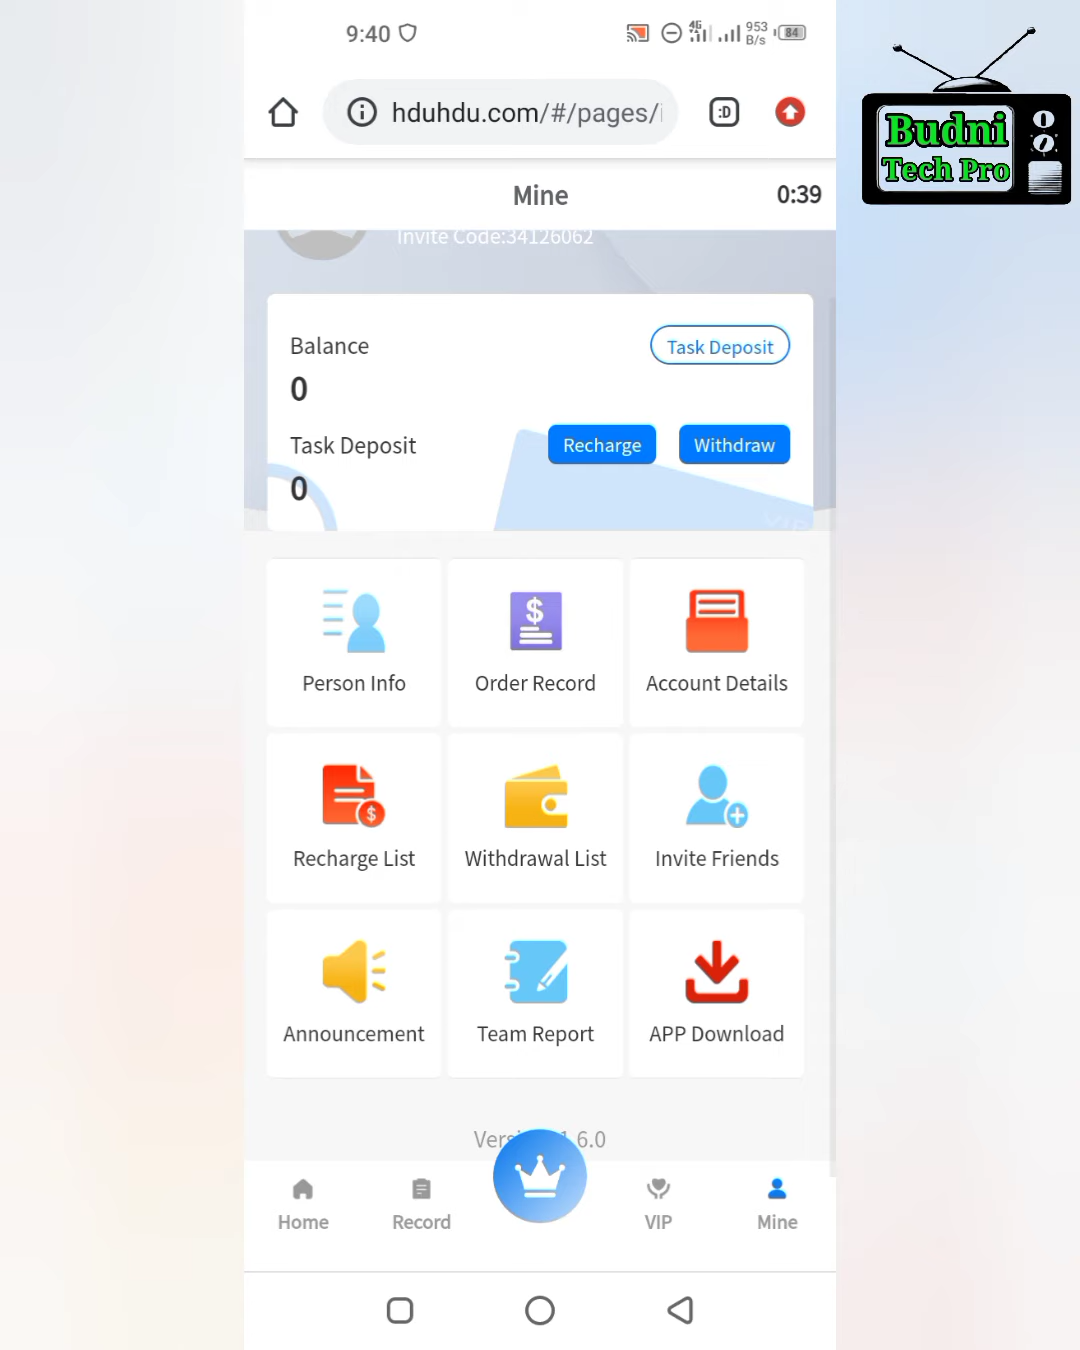 9:40
4G
953
B/s
84
hduhdu.com/#/pages/i
:D
Budni
Tech Pro
Mine
0:39
Invite Code:34126062
Balance
Task Deposit
0
Task Deposit
Recharge
Withdraw
0
VIP
Person Info
Order Record
Account Details
Recharge List
Withdrawal List
Invite Friends
Announcement
Team Report
APP Download
6.0
Home
Record
VIP
Mine